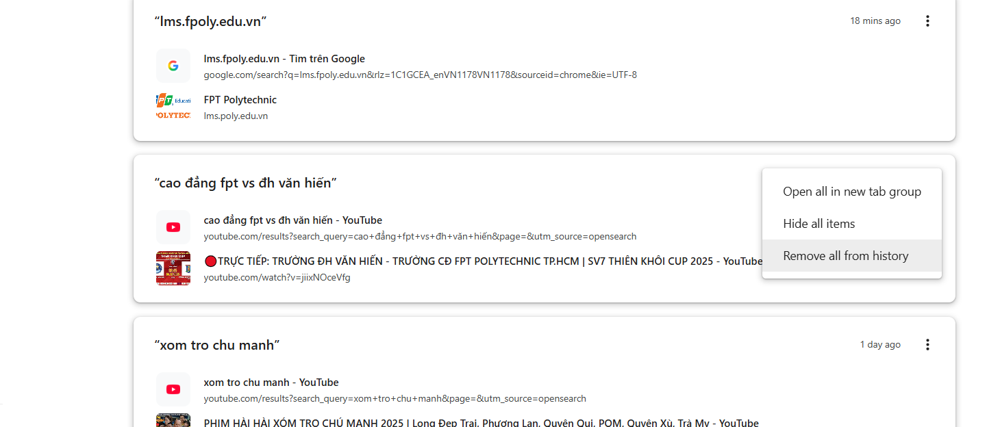 “lms.fpoly.edu.vn”
18 mins ago
lms.fpoly.edu.vn - Tìm trên Google
google.com/search?q=lms.fpoly.edu.vn&rlz=1C1GCEA_enVN1178VN1178&sourceid=chrome&ie=UTF-8
FPT Polytechnic
lms.poly.edu.vn
“cao đẳng fpt vs đh văn hiến”
cao đẳng fpt vs đh văn hiến - YouTube
youtube.com/results?search_query=cao+đẳng+fpt+vs+đh+văn+hiến&page=&utm_source=opensearch
TRỰC TIẾP: TRƯỜNG ĐH VĂN HIẾN - TRƯỜNG CĐ FPT POLYTECHNIC TP.HCM | SV7 THIÊN KHÔI CUP 2025 - YouTube
youtube.com/watch?v=jiixNOceVfg
Open all in new tab group
Hide all items
Remove all from history
“xom tro chu manh”
1 day ago
xom tro chu manh - YouTube
youtube.com/results?search_query=xom+tro+chu+manh&page=&utm_source=opensearch
PHIM HÀI HÀI XÓM TRỌ CHÚ MẠNH 2025 | Long Đẹp Trai, Phương Lan, Quyên Qui, POM, Quyên Xù, Trà My - YouTube